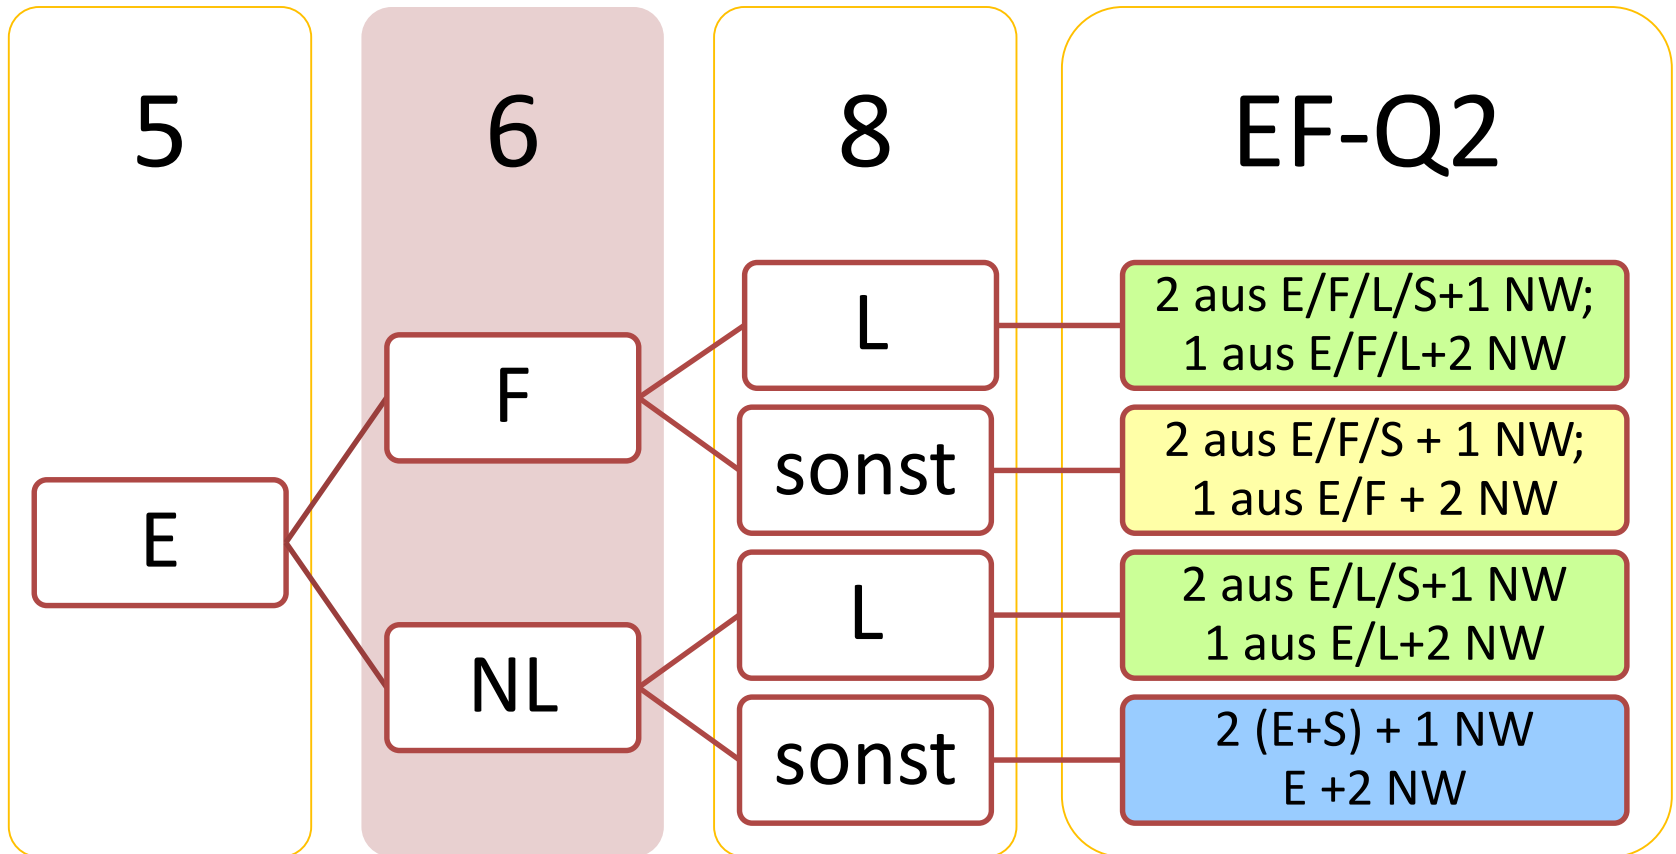 5
6
8
EF-Q2
E
F
NL
L
sonst
L
sonst
2 aus E/F/L/S+1 NW;
1 aus E/F/L+2 NW
2 aus E/F/S + 1 NW;
1 aus E/F + 2 NW
2 aus E/L/S+1 NW
1 aus E/L+2 NW
2 (E+S) + 1 NW
E +2 NW